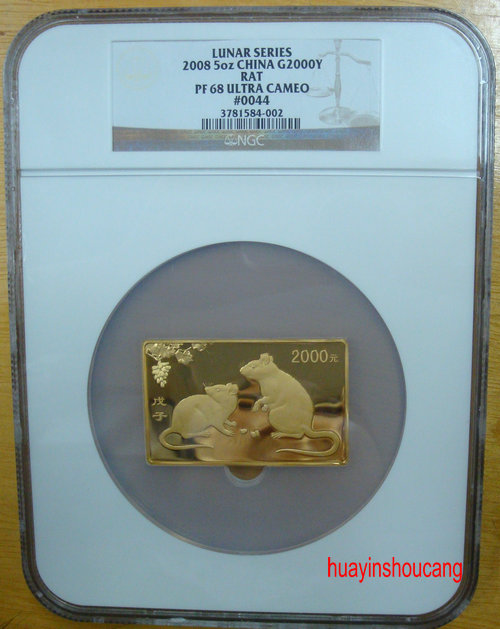 LUNAR SERIES
2008 5oz CHINA G2000Y
RAT
PF 68 ULTRA CAMEO
#0044
3781584-002
NGC
2000元
戊子
huayinshoucang